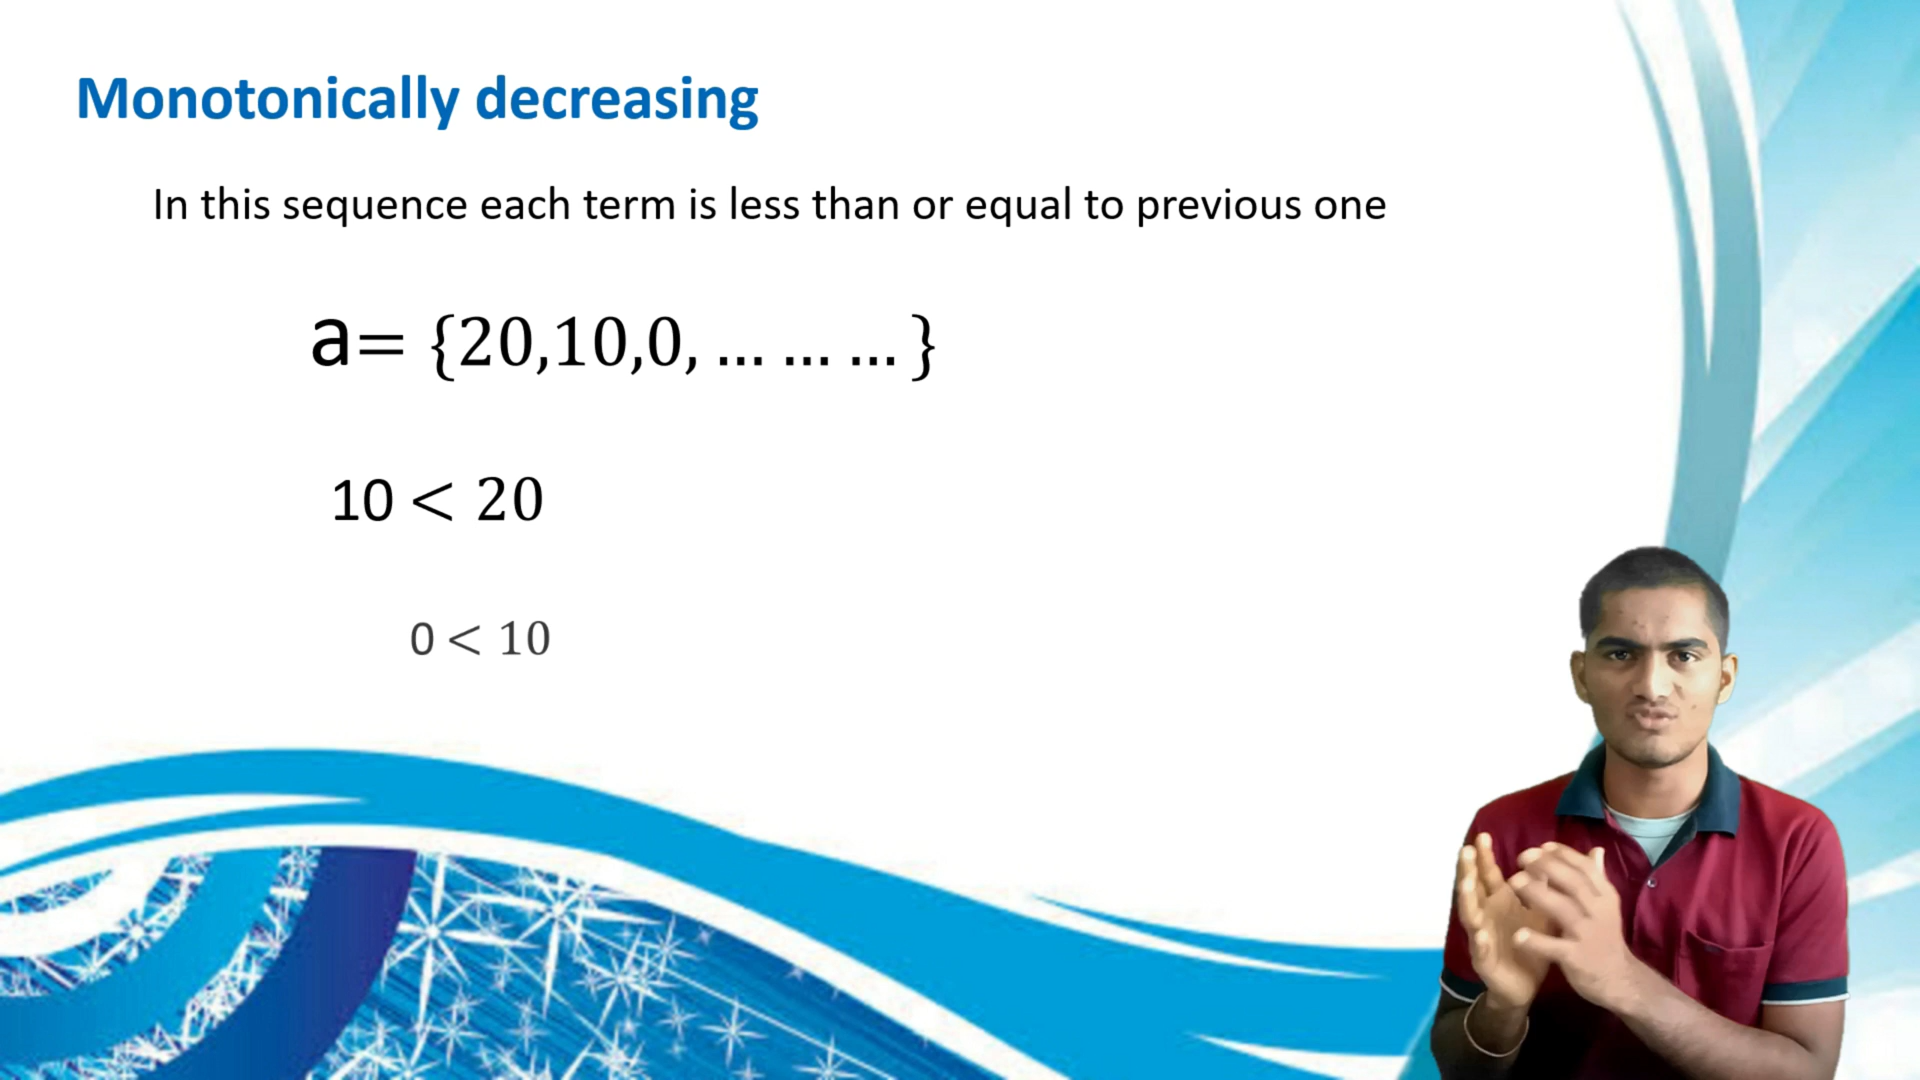 Monotonically decreasing
In this sequence each term is less than or equal to previous one
a= {20,10,0, … … … }
10 < 20
0 < 10